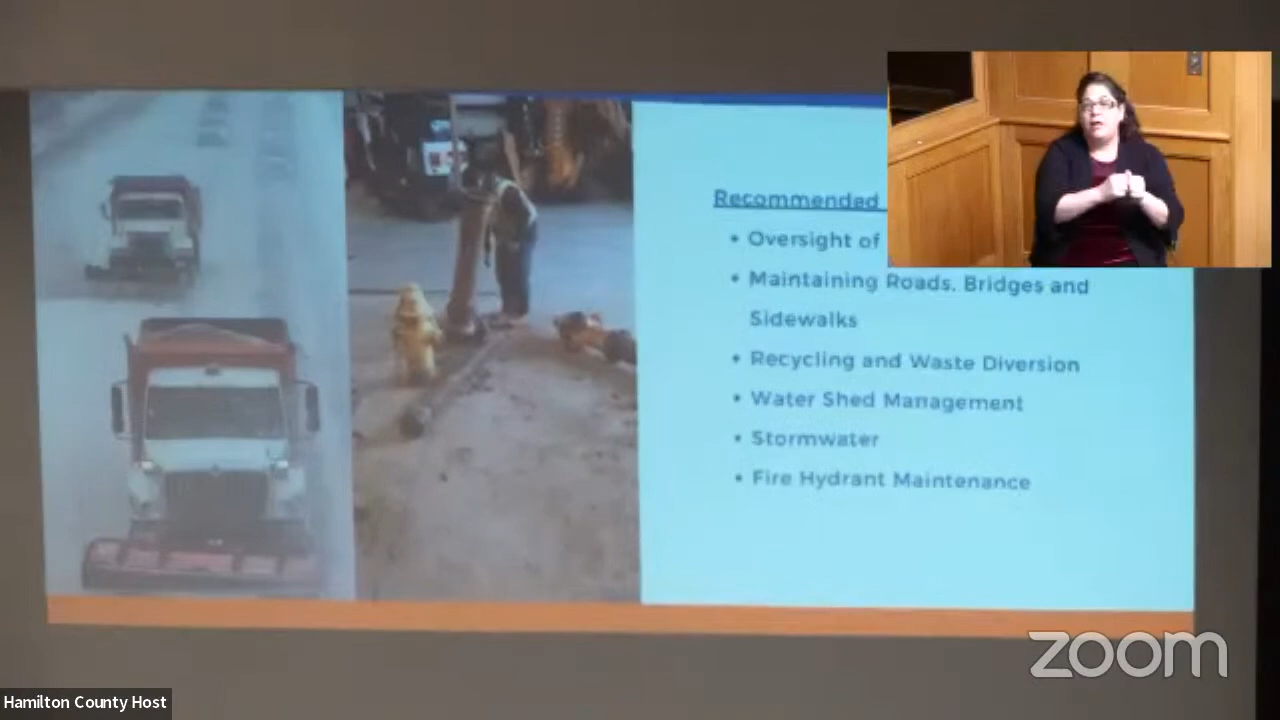 Recommended
• Oversight of
• Maintaining Roads, Bridges and
Sidewalks
• Recycling and Waste Diversion
• Water Shed Management
• Stormwater
• Fire Hydrant Maintenance
zoom
Hamilton County Host